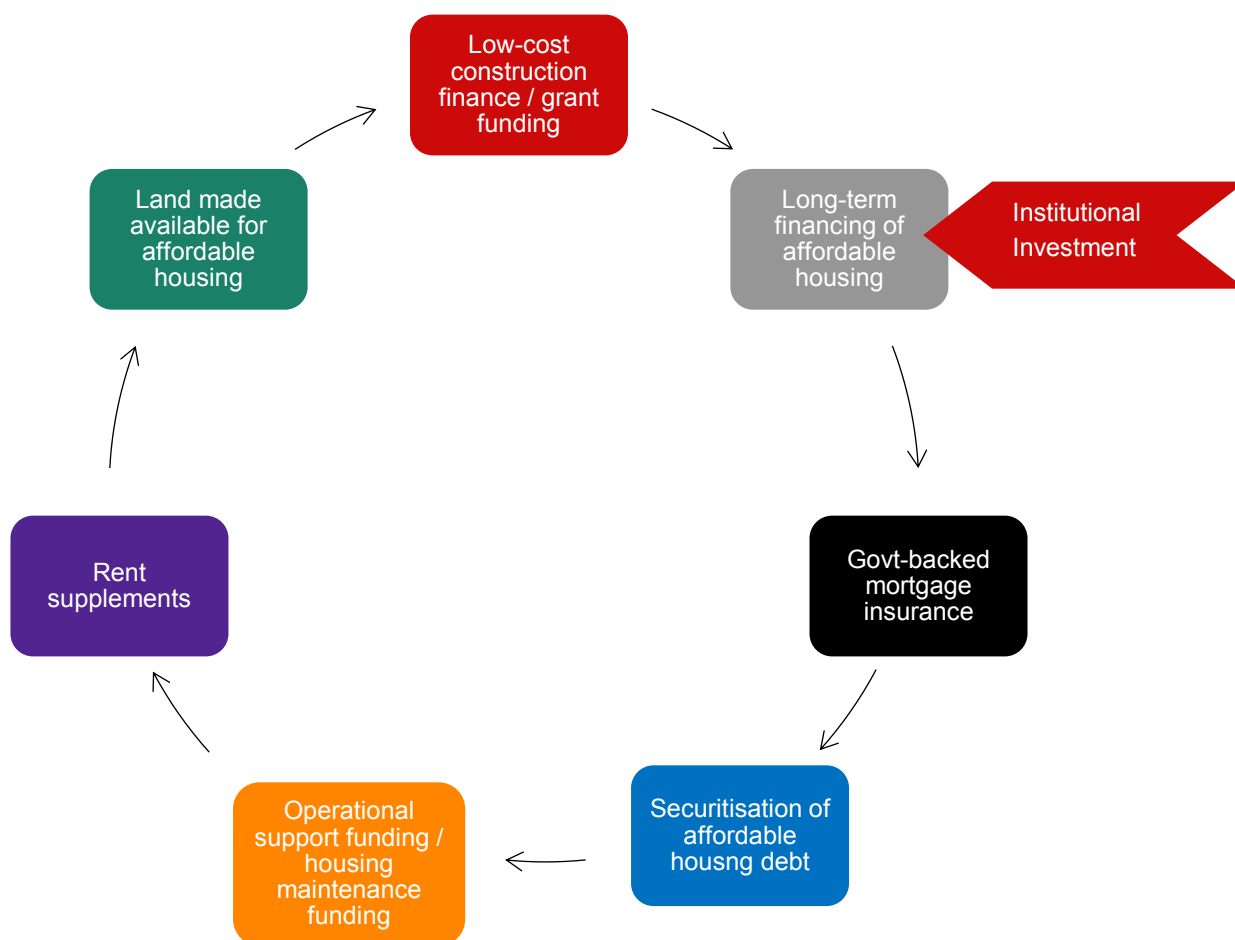 Low-cost
construction
finance / grant
funding
Long-term
financing of
affordable
housing
Institutional
Investment
Govt-backed
mortgage
insurance
Securitisation of
affordable
housng debt
Operational
support funding /
housing
maintenance
funding
Rent
supplements
Land made
available for
affordable
housing